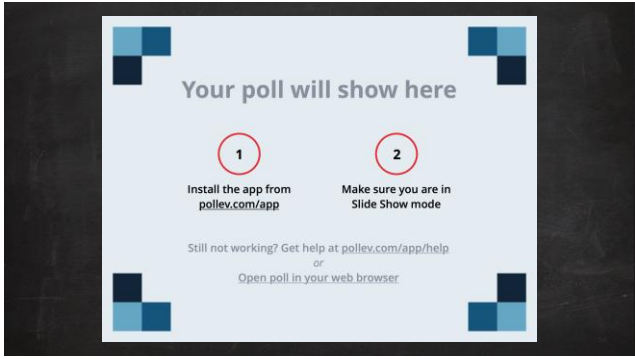 Your poll will show here
1
2
Install the app from
pollev.com/app
Make sure you are in
Slide Show mode
Still not working? Get help at pollev.com/app/help
or
Open poll in your web browser